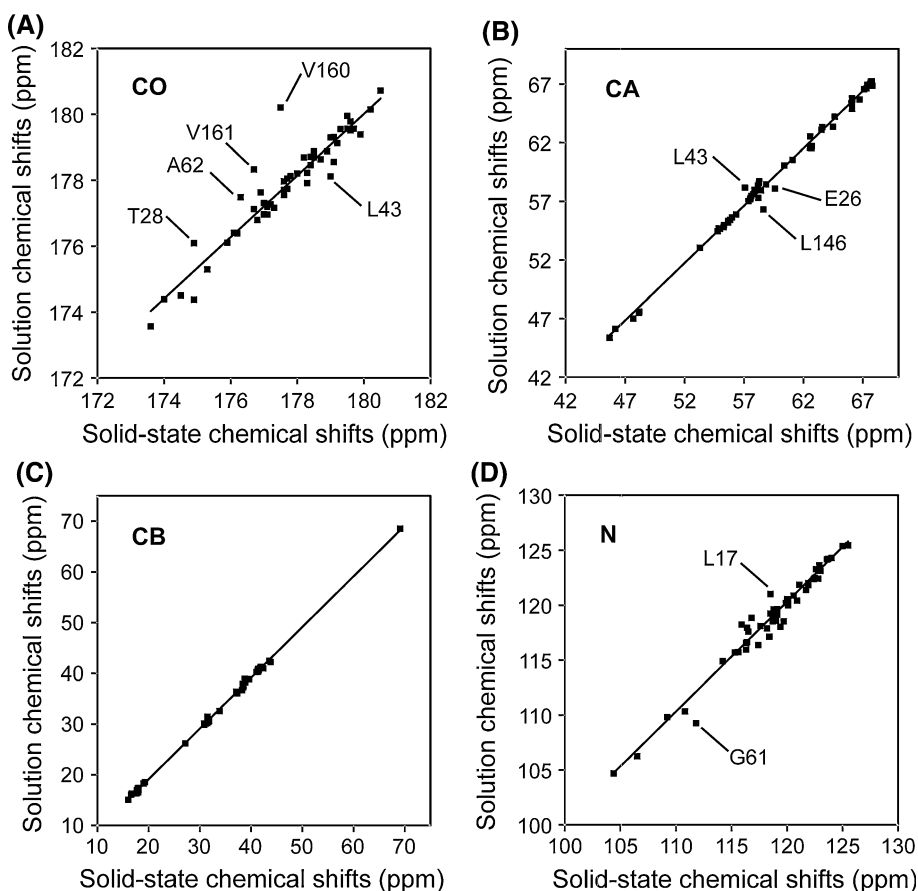 (A)
CO
V160
V161
A62
T28
L43
182
180
178
176
174
172
172 174 176 178 180 182
Solution chemical shifts (ppm)
Solid-state chemical shifts (ppm)
(B)
CA
L43
E26
L146
67
62
57
52
47
42
42 47 52 57 62 67
Solution chemical shifts (ppm)
Solid-state chemical shifts (ppm)
(C)
CB
70
60
50
40
30
20
10
10 20 30 40 50 60 70
Solution chemical shifts (ppm)
Solid-state chemical shifts (ppm)
(D)
N
L17
G61
130
125
120
115
110
105
100
100 105 110 115 120 125 130
Solution chemical shifts (ppm)
Solid-state chemical shifts (ppm)